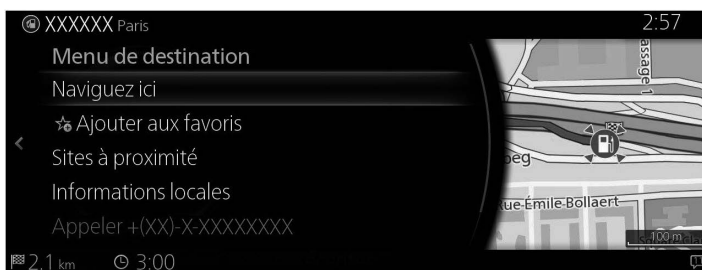 XXXXXX Paris
2:57
Menu de destination
Naviguez ici
Ajouter aux favoris
Sites à proximité
Informations locales
Appeler +(XX)-X-XXXXXXXX
2.1 km
3:00
assage 1
eg
Rue Émile Bollaert
100 m